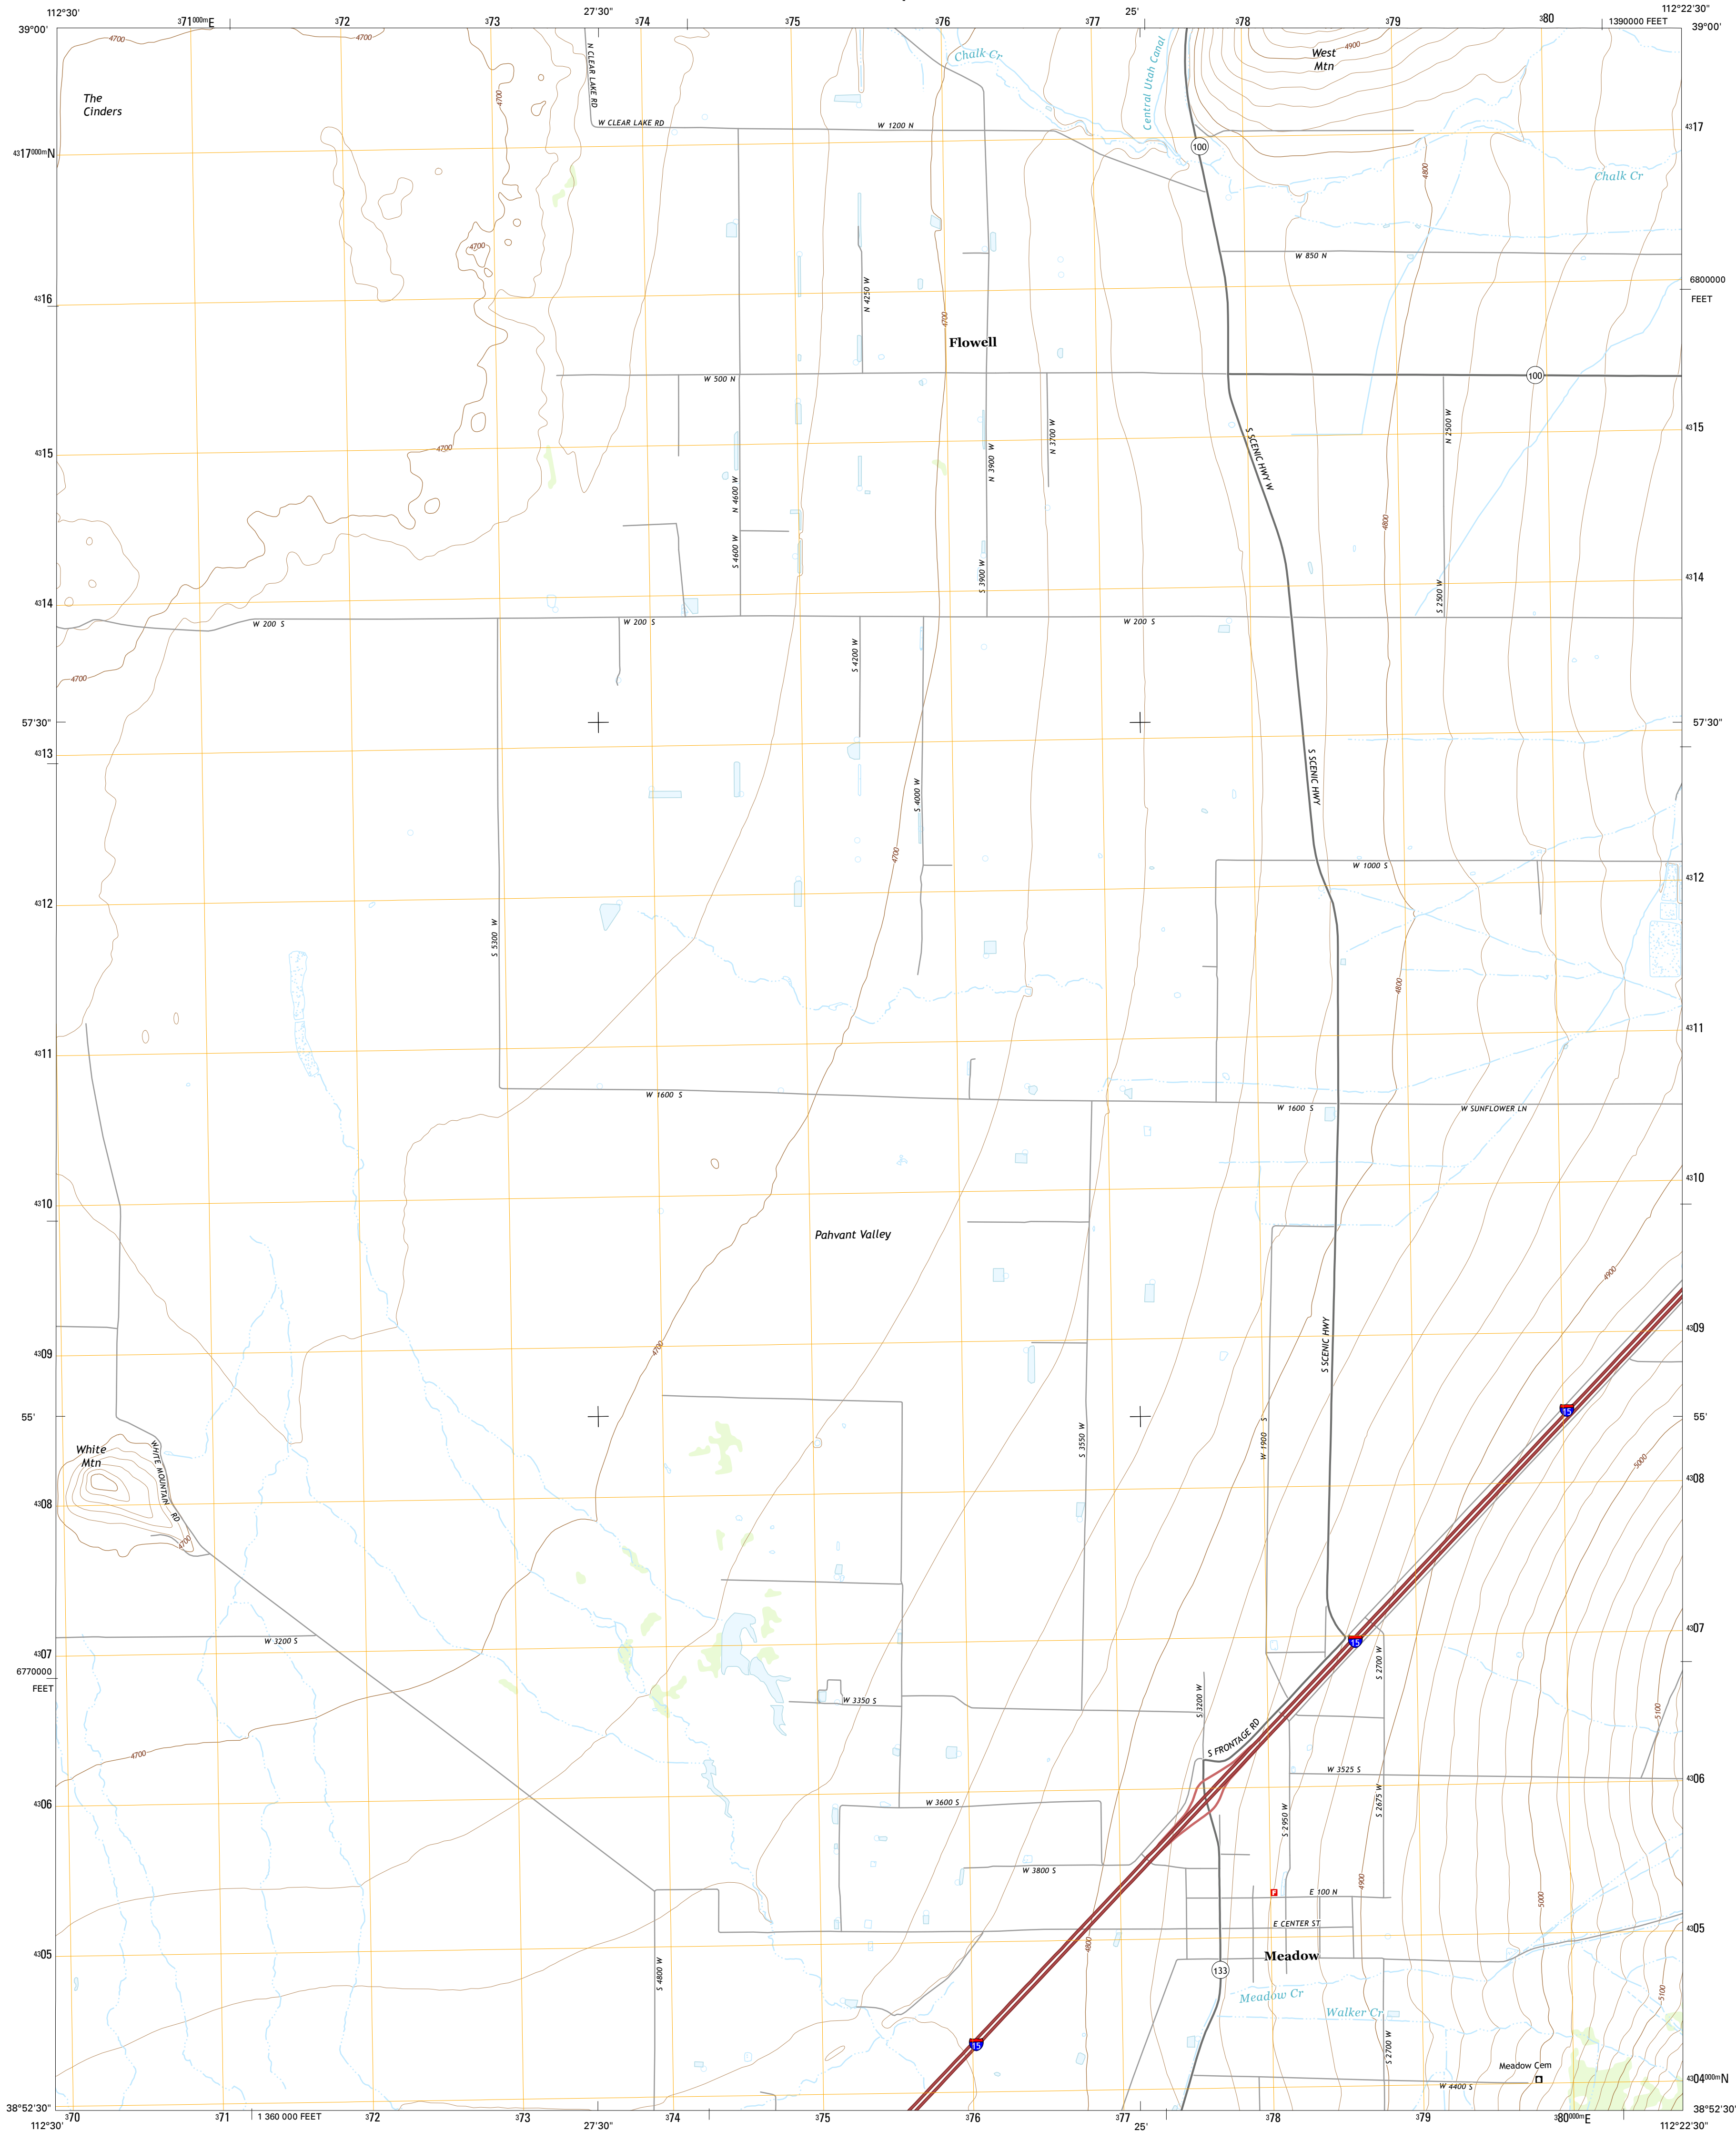 112°30'
³71⁰⁰⁰ᵐE
³72
³73
27'30"
³74
³75
³76
³77
25'
³78
³79
³80
1390000 FEET
112°22'30"
39°00'
39°00'
4700
4700
4900
West
Mtn
Chalk Cr
Central Utah Canal
N CLEAR LAKE RD
4700
The
Cinders
W CLEAR LAKE RD
W 1200 N
⁴³17
⁴³17⁰⁰⁰ᵐN
100
4800
Chalk Cr
4700
W 850 N
6800000
FEET
⁴³16
N 4250 W
4700
Flowell
W 500 N
100
N 2500 W
⁴³15
N 3700 W
N 3900 W
S SCENIC HWY W
4700
⁴³15
N 4600 W
4800
S 4600 W
S 3900 W
⁴³14
S 2500 W
⁴³14
W 200 S
W 200 S
W 200 S
S 4200 W
4700
57'30"
57'30"
⁴³13
S SCENIC HWY
S 4000 W
4700
W 1000 S
⁴³12
⁴³12
S 5300 W
4800
⁴³11
⁴³11
W 1600 S
W 1600 S
W SUNFLOWER LN
⁴³10
⁴³10
Pahvant Valley
4900
⁴³09
S SCENIC HWY
4700
⁴³09
15
55'
55'
S 3550 W
W 1900 S
White
Mtn
WHITE MOUNTAIN RD
5000
⁴³08
⁴³08
4700
⁴³07
W 3200 S
15
⁴³07
S 2700 W
6770000
FEET
W 3350 S
S 3200 W
5100
S FRONTAGE RD
4700
W 3525 S
⁴³06
⁴³06
W 3600 S
S 2950 W
S 2675 W
W 3800 S
4900
F
E 100 N
5000
E CENTER ST
⁴³05
4800
⁴³05
Meadow
133
S 4800 W
Meadow Cr
5100
Walker Cr
15
S 2700 W
Meadow Cem
W 4400 S
⁴³04⁰⁰⁰ᵐN
38°52'30"
38°52'30"
³70
³71
1 360 000 FEET
³72
³73
27'30"
³74
³75
³76
³77
25'
³78
³79
³80⁰⁰⁰ᵐE
112°30'
112°22'30"